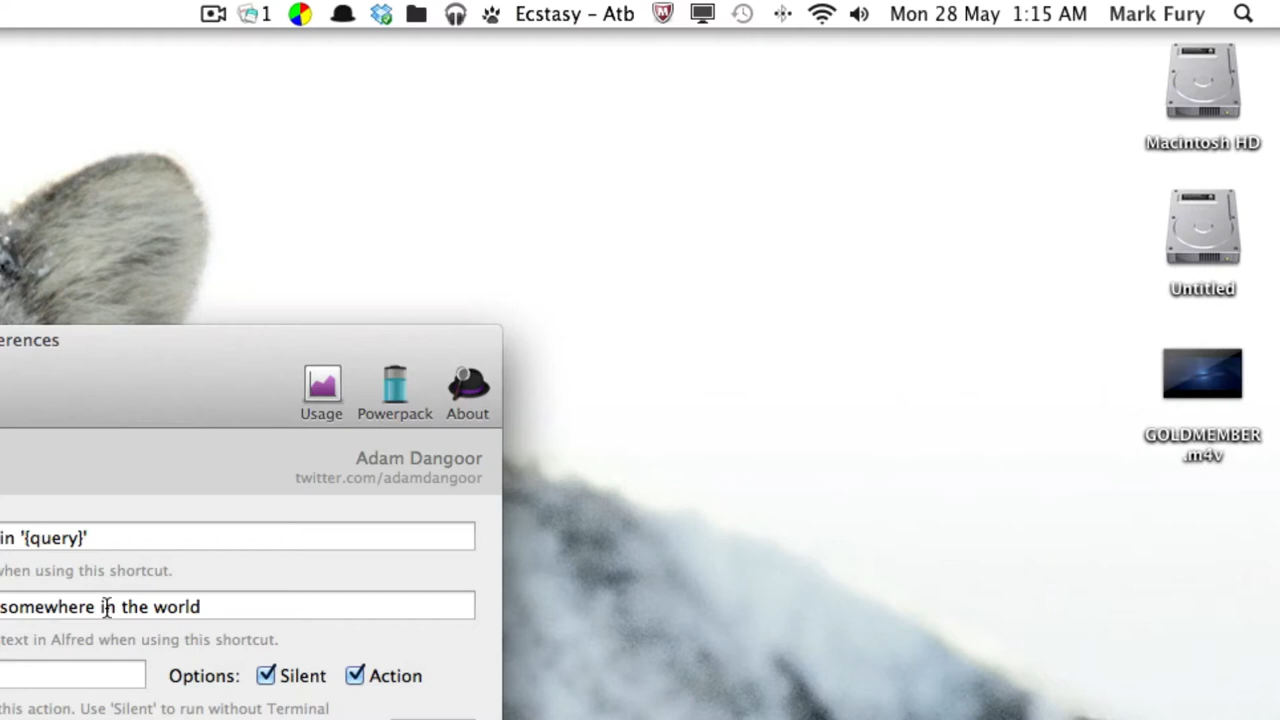 1 Ecstasy - Atb Mon 28 May 1:15 AM Mark Fury
Macintosh HD
Untitled
GOLDMEMBER
.m4v
erences
Usage Powerpack About
Adam Dangoor
twitter.com/adamdangoor
in '{query}'
when using this shortcut.
somewhere in the world
text in Alfred when using this shortcut.
Options: Silent Action
this action. Use 'Silent' to run without Terminal